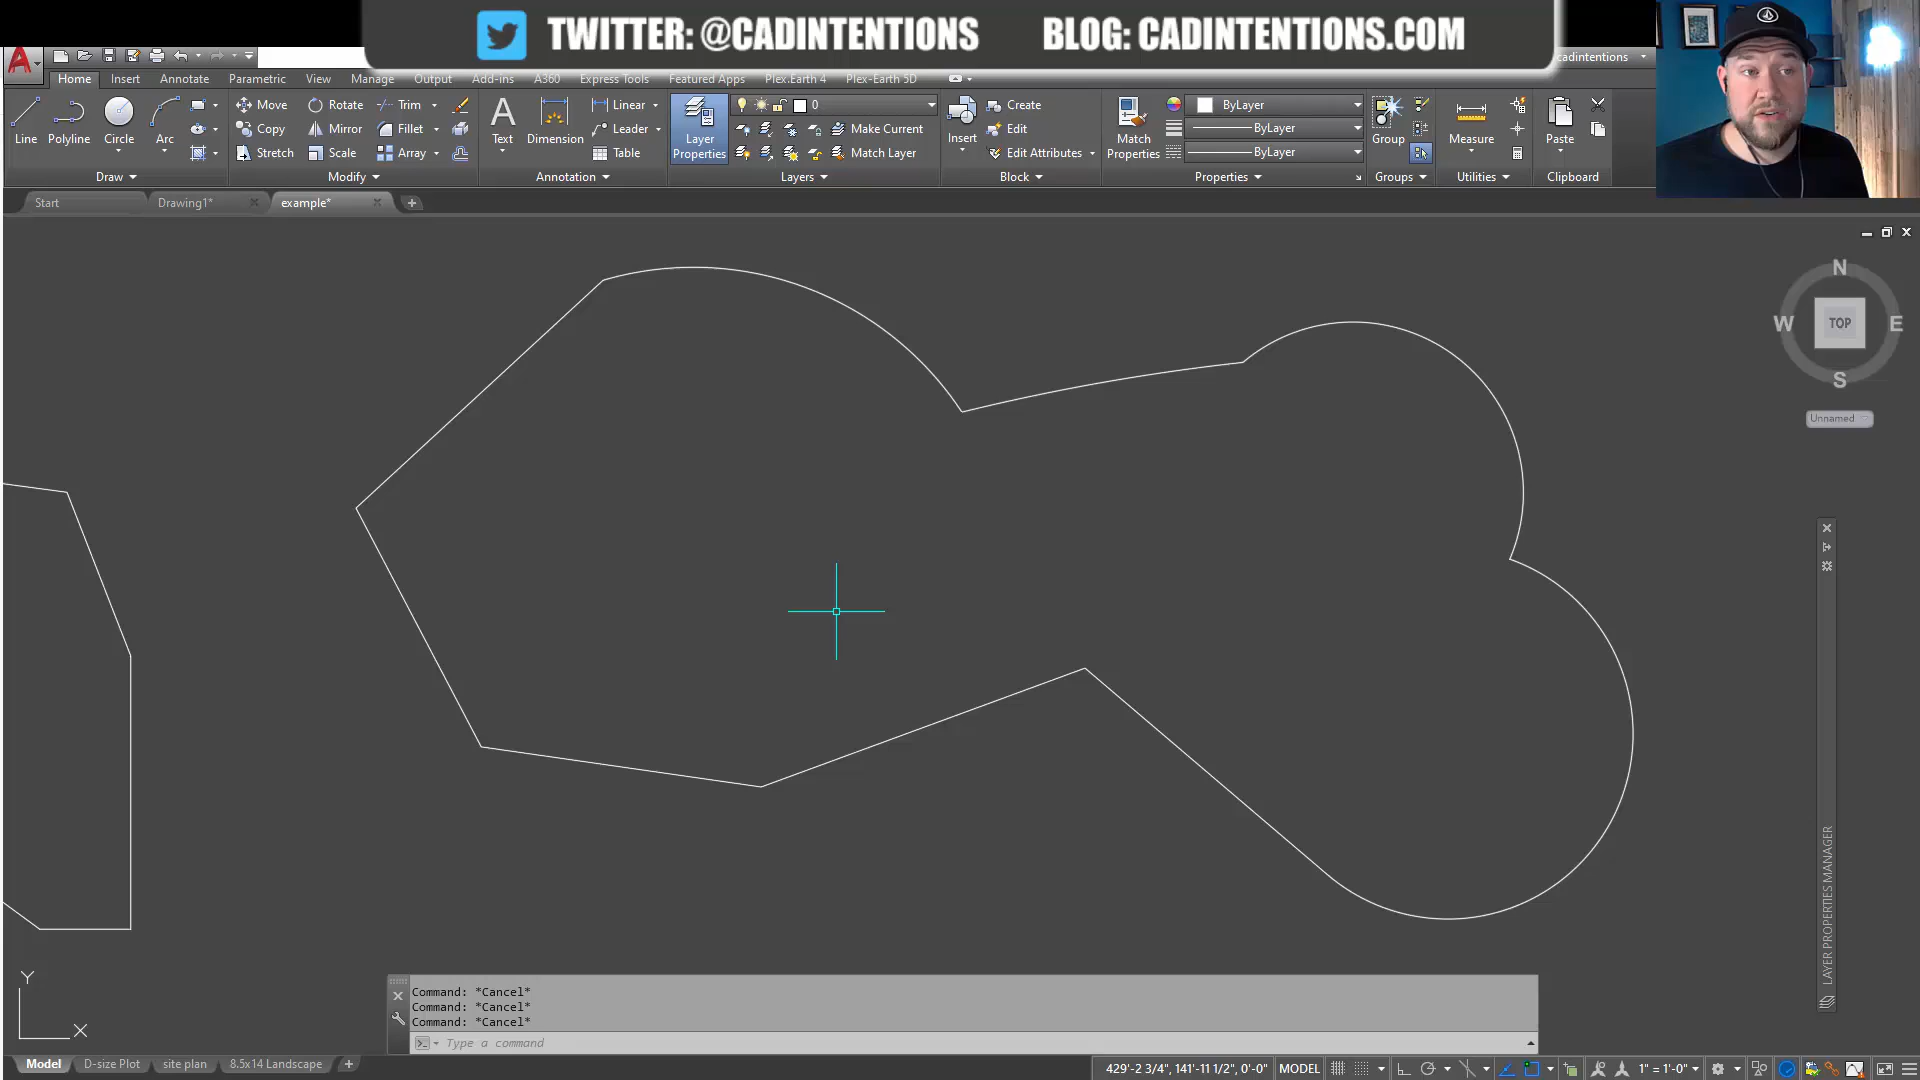 TWITTER: @CADINTENTIONS BLOG: CADINTENTIONS.COM
cadintentions
Home Insert Annotate Parametric View Manage Output Add-ins A360 Express Tools Featured Apps Plex.Earth 4 Plex-Earth 5D
Line Polyline Circle Arc
Move Rotate Trim
Copy Mirror Fillet
Stretch Scale Array
Text Dimension
Linear
Leader
Table
Layer Properties
0
Make Current
Match Layer
Insert
Create
Edit
Edit Attributes
Match Properties
ByLayer
ByLayer
ByLayer
Group
Measure
Paste
Draw Modify Annotation Layers Block Properties Groups Utilities Clipboard
Start Drawing1* example*
N
W TOP E
S
Unnamed
LAYER PROPERTIES MANAGER
Y
X
Command: *Cancel*
Command: *Cancel*
Command: *Cancel*
Type a command
Model D-size Plot site plan 8.5x14 Landscape +
429'-2 3/4", 141'-11 1/2", 0'-0" MODEL 1" = 1'-0"